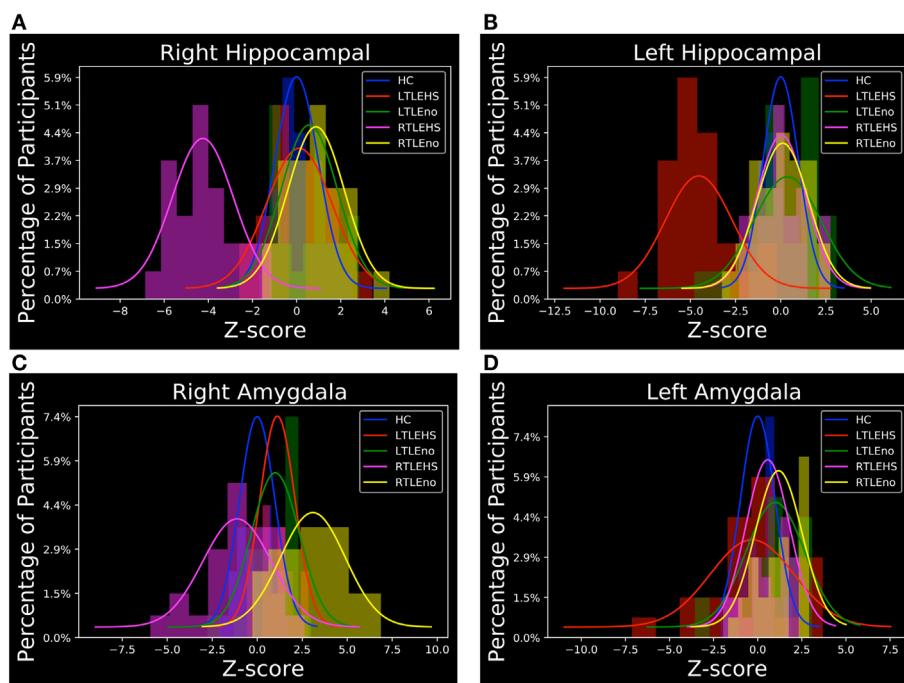 A
Right Hippocampal
Percentage of Participants
5.9%
5.1%
4.4%
3.7%
2.9%
2.2%
1.5%
0.7%
0.0%
HC
LTLEHS
LTLEno
RTLEHS
RTLEno
−8 −6 −4 −2 0 2 4 6
Z-score
B
Left Hippocampal
Percentage of Participants
5.9%
5.1%
4.4%
3.7%
2.9%
2.2%
1.5%
0.7%
0.0%
HC
LTLEHS
LTLEno
RTLEHS
RTLEno
−12.5 −10.0 −7.5 −5.0 −2.5 0.0 2.5 5.0
Z-score
C
Right Amygdala
Percentage of Participants
7.4%
5.9%
4.4%
2.9%
1.5%
0.0%
HC
LTLEHS
LTLEno
RTLEHS
RTLEno
−7.5 −5.0 −2.5 0.0 2.5 5.0 7.5 10.0
Z-score
D
Left Amygdala
Percentage of Participants
7.4%
5.9%
4.4%
2.9%
1.5%
0.0%
HC
LTLEHS
LTLEno
RTLEHS
RTLEno
−10.0 −7.5 −5.0 −2.5 0.0 2.5 5.0 7.5
Z-score